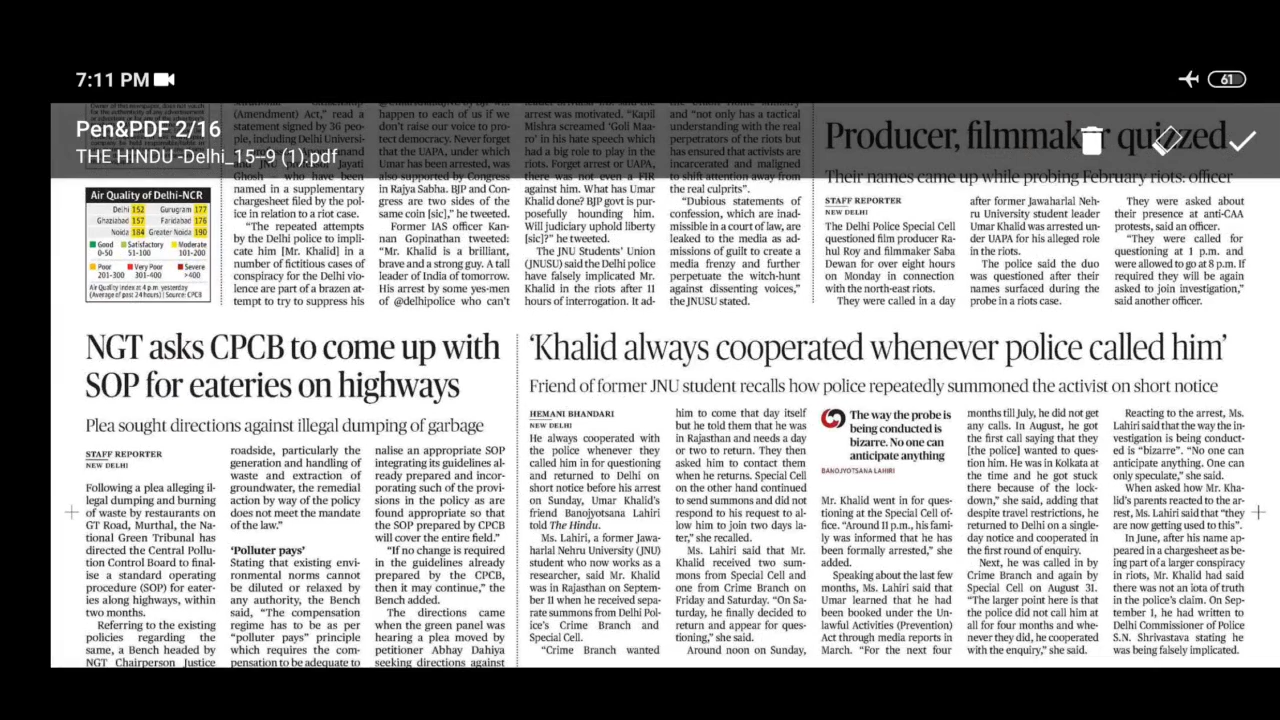 7:11 PM
61
Pen&PDF 2/16
THE HINDU -Delhi_15–9 (1).pdf
Air Quality of Delhi-NCR
Delhi 152 Gurugram 177
Ghaziabad 157 Faridabad 176
Noida 184 Greater Noida 190
Good 0-50
Satisfactory 51-100
Moderate 101-200
Poor 201-300
Very Poor 301-400
Severe >400
Air Quality index at 4 p.m. yesterday
(Average of past 24 hours) | Source: CPCB
(Amendment) Act,” read a
statement signed by 36 peo-
ple, including Delhi Universi-
Ghosh — who have been
named in a supplementary
chargesheet filed by the pol-
ice in relation to a riot case.
“The repeated attempts
by the Delhi police to impli-
cate him [Mr. Khalid] in a
number of fictitious cases of
conspiracy for the Delhi vio-
lence are part of a brazen at-
tempt to try to suppress his
happen to each of us if we
don’t raise our voice to pro-
tect democracy. Never forget
that the UAPA, under which
Umar has been arrested, was
also supported by Congress
in Rajya Sabha. BJP and Con-
gress are two sides of the
same coin [sic],” he tweeted.
Former IAS officer Kan-
nan Gopinathan tweeted:
“Mr. Khalid is a brilliant,
brave and a strong guy. A tall
leader of India of tomorrow.
His arrest by some yes-men
of @delhipolice who can’t
arrest was motivated. “Kapil
Mishra screamed ‘Goli Maa-
ro’ in his hate speech which
had a big role to play in the
riots. Forget arrest or UAPA,
there was not even a FIR
against him. What has Umar
Khalid done? BJP govt is pur-
posefully hounding him.
Will judiciary uphold liberty
[sic]?” he tweeted.
The JNU Students’ Union
(JNUSU) said the Delhi police
have falsely implicated Mr.
Khalid in the riots after 11
hours of interrogation. It ad-
and “not only has a tactical
understanding with the real
perpetrators of the riots but
has ensured that activists are
incarcerated and maligned
to shift attention away from
the real culprits”.
“Dubious statements of
confession, which are inad-
missible in a court of law, are
leaked to the media as ad-
missions of guilt to create a
media frenzy and further
perpetuate the witch-hunt
against dissenting voices,”
the JNUSU stated.
Producer, filmmaker quizzed
Their names came up while probing February riots: officer
STAFF REPORTER
NEW DELHI
The Delhi Police Special Cell
questioned film producer Ra-
hul Roy and filmmaker Saba
Dewan for over eight hours
on Monday in connection
with the north-east riots.
They were called in a day
after former Jawaharlal Neh-
ru University student leader
Umar Khalid was arrested un-
der UAPA for his alleged role
in the riots.
The police said the duo
was questioned after their
names surfaced during the
probe in a riots case.
They were asked about
their presence at anti-CAA
protests, said an officer.
“They were called for
questioning at 1 p.m. and
were allowed to go at 8 p.m. If
required they will be again
asked to join investigation,”
said another officer.
NGT asks CPCB to come up with
SOP for eateries on highways
Plea sought directions against illegal dumping of garbage
STAFF REPORTER
NEW DELHI
Following a plea alleging il-
legal dumping and burning
of waste by restaurants on
GT Road, Murthal, the Na-
tional Green Tribunal has
directed the Central Pollu-
tion Control Board to final-
ise a standard operating
procedure (SOP) for eater-
ies along highways, within
two months.
Referring to the existing
policies regarding the
same, a Bench headed by
NGT Chairperson Justice
roadside, particularly the
generation and handling of
waste and extraction of
groundwater, the remedial
action by way of the policy
does not meet the mandate
of the law.”
‘Polluter pays’
Stating that existing envi-
ronmental norms cannot
be diluted or relaxed by
any authority, the Bench
said, “The compensation
regime has to be as per
“polluter pays” principle
which requires the com-
pensation to be adequate to
nalise an appropriate SOP
integrating its guidelines al-
ready prepared and incor-
porating such of the provi-
sions in the policy as are
found appropriate so that
the SOP prepared by CPCB
will cover the entire field.”
“If no change is required
in the guidelines already
prepared by the CPCB,
then it may continue,” the
Bench added.
The directions came
when the green panel was
hearing a plea moved by
petitioner Abhay Dahiya
seeking directions against
‘Khalid always cooperated whenever police called him’
Friend of former JNU student recalls how police repeatedly summoned the activist on short notice
HEMANI BHANDARI
NEW DELHI
He always cooperated with
the police whenever they
called him in for questioning
and returned to Delhi on
short notice before his arrest
on Sunday, Umar Khalid’s
friend Banojyotsana Lahiri
told The Hindu.
Ms. Lahiri, a former Jawa-
harlal Nehru University (JNU)
student who now works as a
researcher, said Mr. Khalid
was in Rajasthan on Septem-
ber 11 when he received sepa-
rate summons from Delhi Pol-
ice’s Crime Branch and
Special Cell.
“Crime Branch wanted
him to come that day itself
but he told them that he was
in Rajasthan and needs a day
or two to return. They then
asked him to contact them
when he returns. Special Cell
on the other hand continued
to send summons and did not
respond to his request to al-
low him to join two days la-
ter,” she recalled.
Ms. Lahiri said that Mr.
Khalid received two sum-
mons from Special Cell and
one from Crime Branch on
Friday and Saturday. “On Sa-
turday, he finally decided to
return and appear for ques-
tioning,” she said.
Around noon on Sunday,
The way the probe is
being conducted is
bizarre. No one can
anticipate anything
BANOJYOTSANA LAHIRI
Mr. Khalid went in for ques-
tioning at the Special Cell of-
fice. “Around 11 p.m., his fami-
ly was informed that he has
been formally arrested,” she
added.
Speaking about the last few
months, Ms. Lahiri said that
Umar learned that he had
been booked under the Un-
lawful Activities (Prevention)
Act through media reports in
March. “For the next four
months till July, he did not get
any calls. In August, he got
the first call saying that they
[the police] wanted to ques-
tion him. He was in Kolkata at
the time and he got stuck
there because of the lock-
down,” she said, adding that
despite travel restrictions, he
returned to Delhi on a single-
day notice and cooperated in
the first round of enquiry.
Next, he was called in by
Crime Branch and again by
Special Cell on August 31.
“The larger point here is that
the police did not call him at
all for four months and whe-
never they did, he cooperated
with the enquiry,” she said.
Reacting to the arrest, Ms.
Lahiri said that the way the in-
vestigation is being conduct-
ed is “bizarre”. “No one can
anticipate anything. One can
only speculate,” she said.
When asked how Mr. Kha-
lid’s parents reacted to the ar-
rest, Ms. Lahiri said that “they
are now getting used to this”.
In June, after his name ap-
peared in a chargesheet as be-
ing part of a larger conspiracy
in riots, Mr. Khalid had said
there was not an iota of truth
in the police’s claim. On Sep-
tember 1, he had written to
Delhi Commissioner of Police
S.N. Shrivastava stating he
was being falsely implicated.